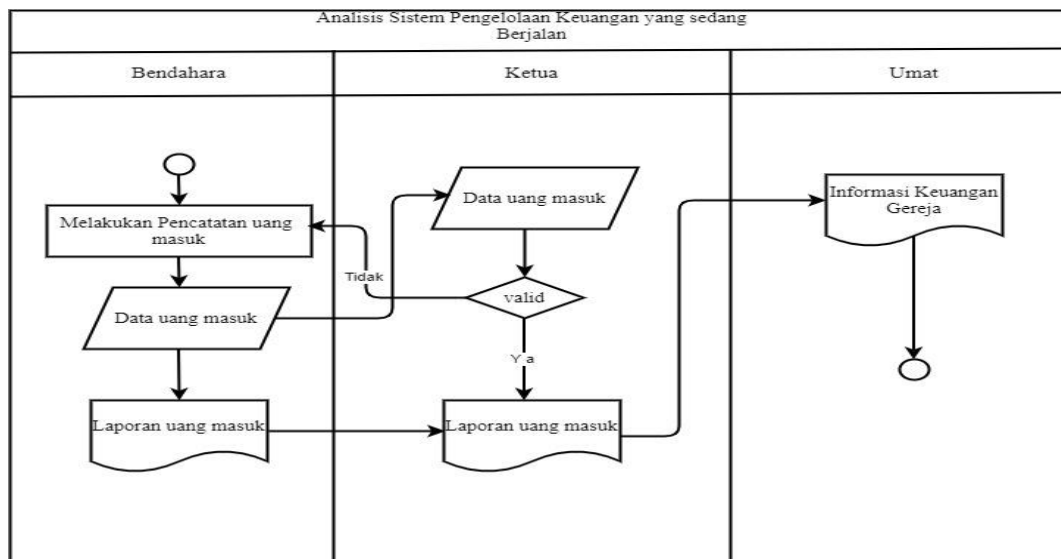 Analisis Sistem Pengelolaan Keuangan yang sedang
Berjalan
Bendahara
Ketua
Umat
Melakukan Pencatatan uang
masuk
Data uang masuk
Laporan uang masuk
Data uang masuk
Tidak
valid
Y a
Laporan uang masuk
Informasi Keuangan
Gereja